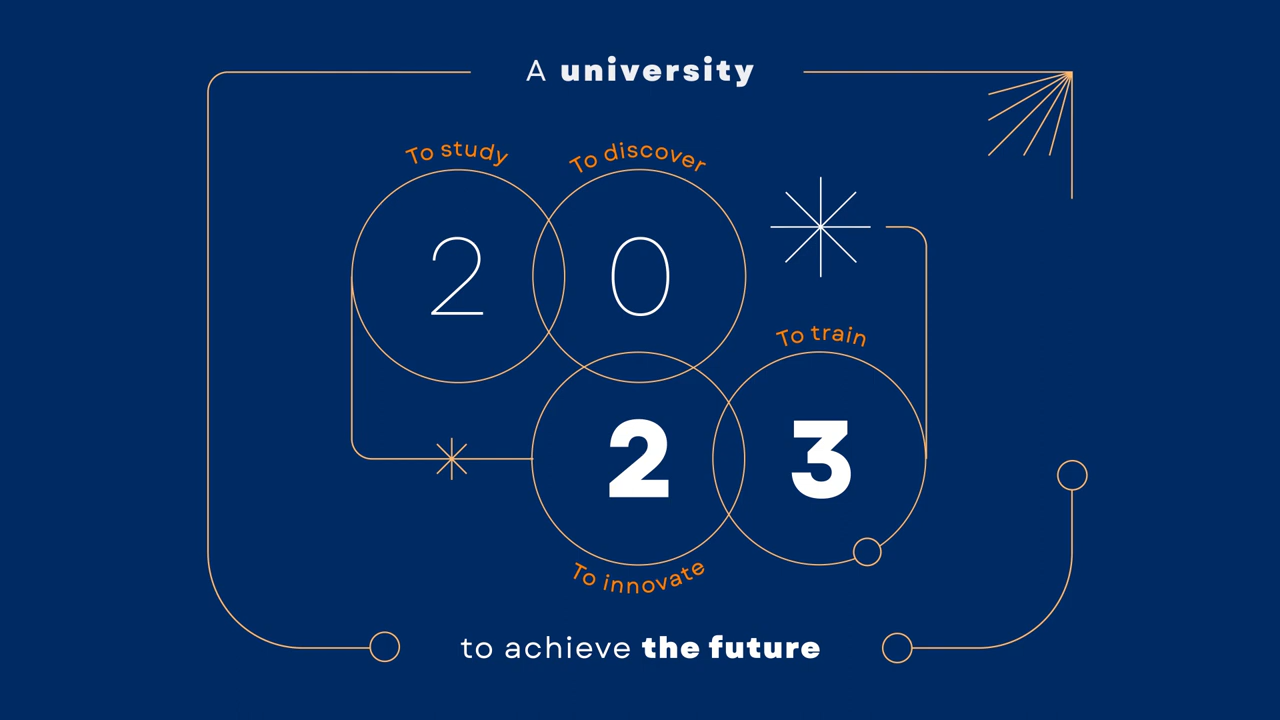 A university
To study
To discover
2 0
To train
2 3
To innovate
to achieve the future